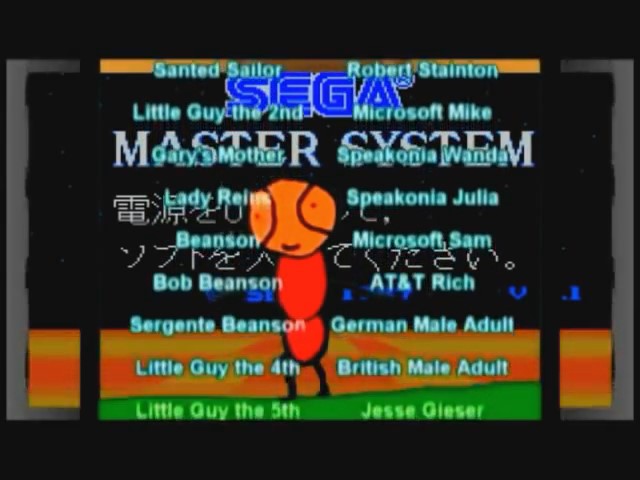 Santed Sailor Robert Stainton
SEGA®
Little Guy the 2nd Microsoft Mike
MASTER SYSTEM
Gary's Mother Speakonia Wanda
Lady Reins Speakonia Julia
電源を
Beanson Microsoft Sam
ソフトを入 てください。
Bob Beanson AT&T Rich
Sergente Beanson German Male Adult
Little Guy the 4th British Male Adult
Little Guy the 5th Jesse Gieser